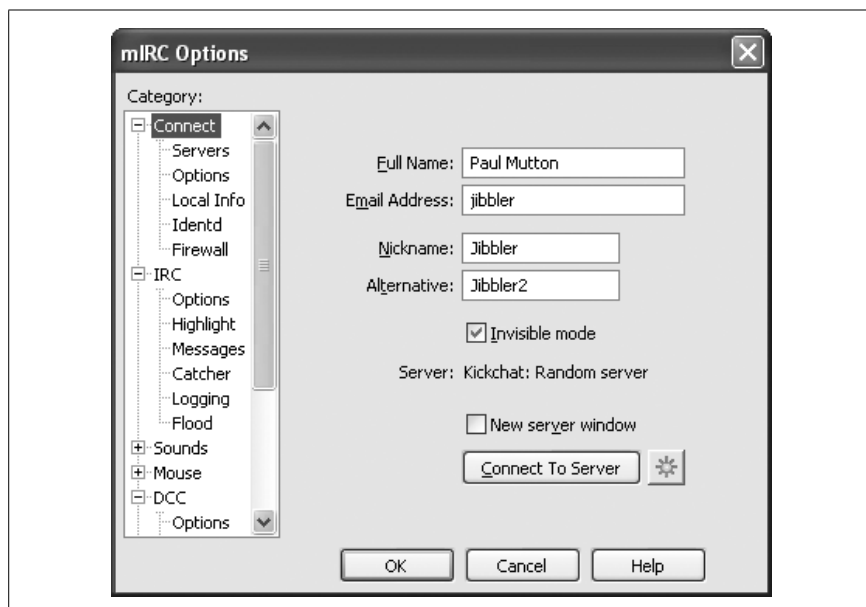 mIRC Options
Category:
Connect
Servers
Options
Local Info
Identd
Firewall
IRC
Options
Highlight
Messages
Catcher
Logging
Flood
Sounds
Mouse
DCC
Options
Full Name: Paul Mutton
Email Address: jibbler
Nickname: Jibbler
Alternative: Jibbler2
Invisible mode
Server: Kickchat: Random server
New server window
Connect To Server
OK Cancel Help